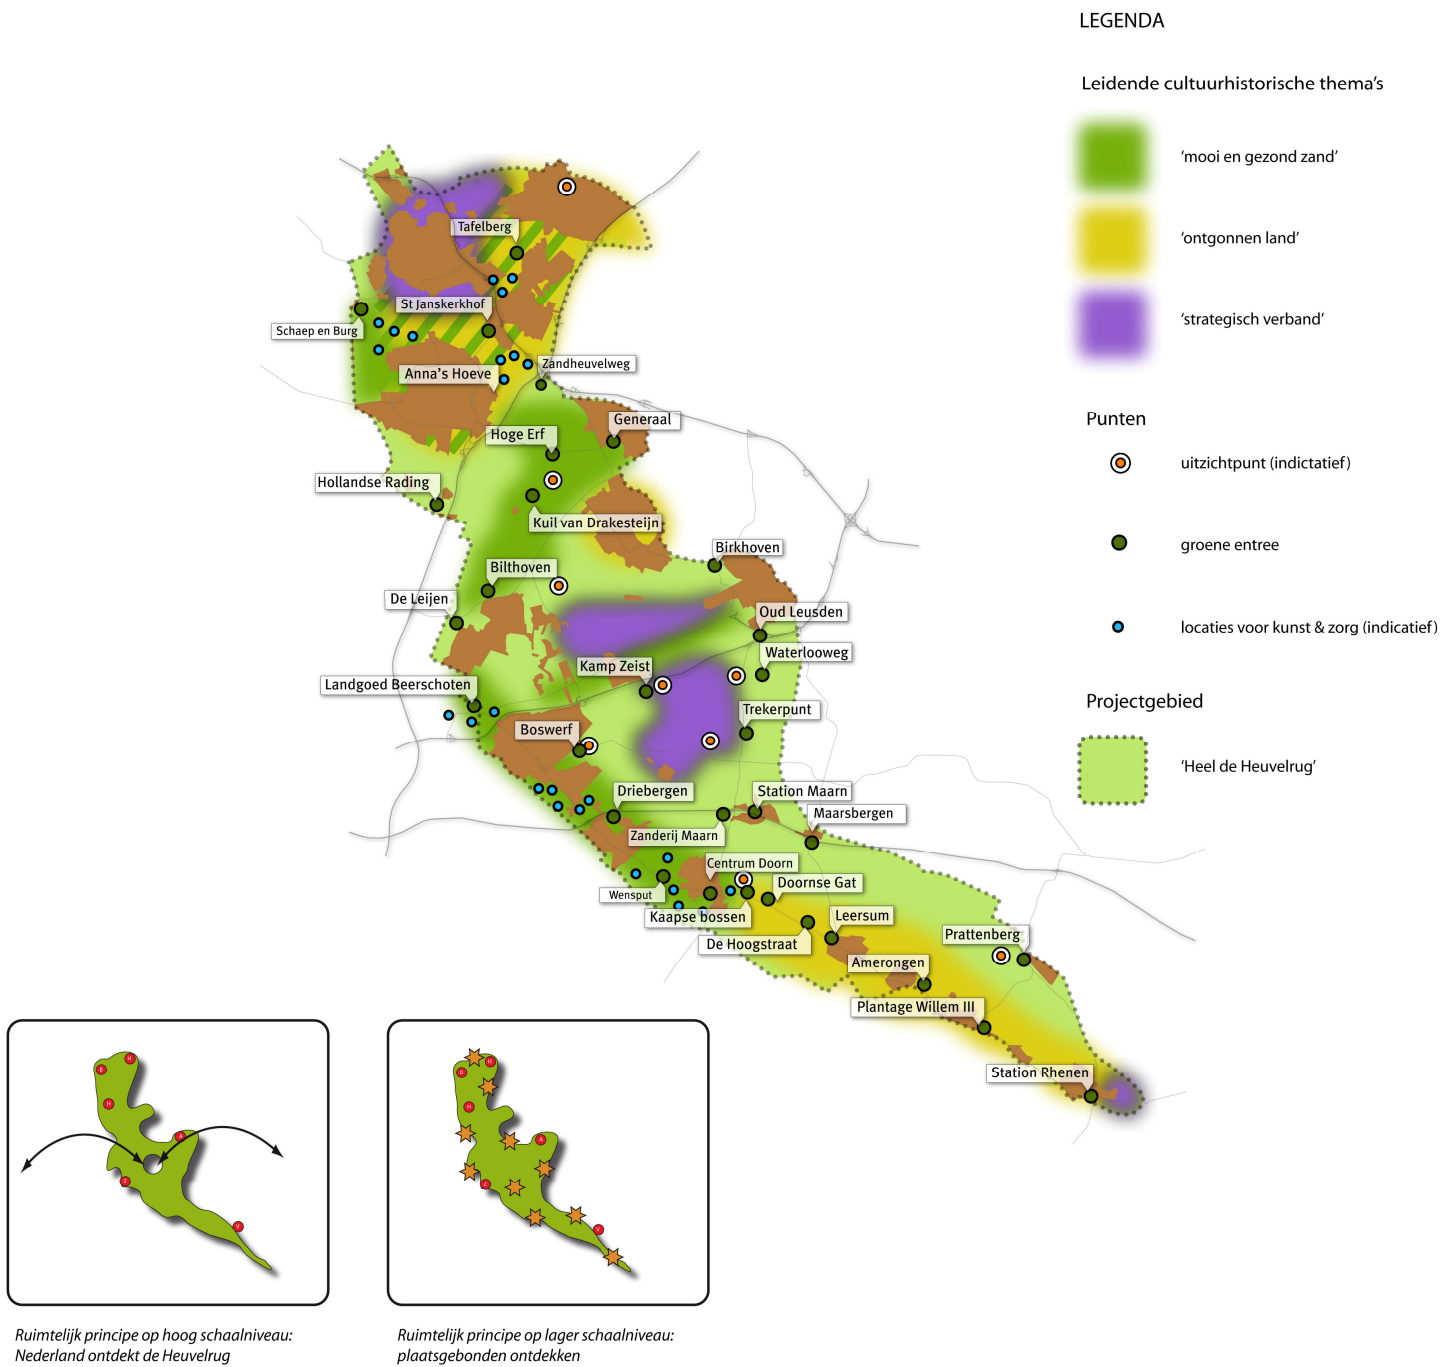 LEGENDA
Leidende cultuurhistorische thema's
'mooi en gezond zand'
'ontgonnen land'
'strategisch verband'
Punten
uitzichtpunt (indictatief)
groene entree
locaties voor kunst & zorg (indicatief)
Projectgebied
'Heel de Heuvelrug'
Tafelberg
St Janskerkhof
Schaep en Burg
Anna's Hoeve
Zandheuvelweg
Generaal
Hoge Erf
Hollandse Rading
Kuil van Drakesteijn
Birkhoven
Bilthoven
De Leijen
Oud Leusden
Waterlooweg
Kamp Zeist
Landgoed Beerschoten
Trekerpunt
Boswerf
Driebergen
Station Maarn
Maarsbergen
Zanderij Maarn
Centrum Doorn
Doornse Gat
Wensput
Kaapse bossen
Leersum
De Hoogstraat
Prattenberg
Amerongen
Plantage Willem III
Station Rhenen
Ruimtelijk principe op hoog schaalniveau:
Nederland ontdekt de Heuvelrug
Ruimtelijk principe op lager schaalniveau:
plaatsgebonden ontdekken